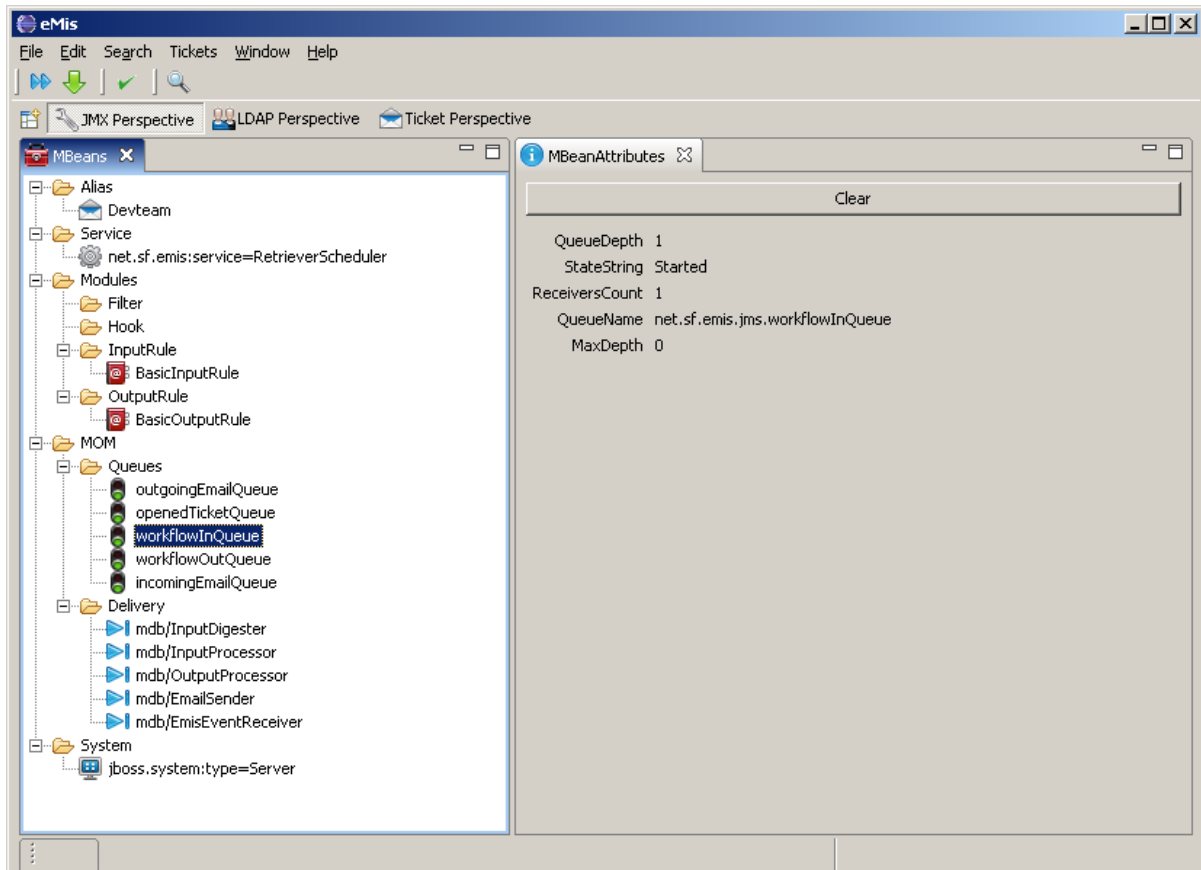 eMis
File Edit Search Tickets Window Help
JMX Perspective LDAP Perspective Ticket Perspective
MBeans
Alias
Devteam
Service
net.sf.emis:service=RetrieverScheduler
Modules
Filter
Hook
InputRule
BasicInputRule
OutputRule
BasicOutputRule
MOM
Queues
outgoingEmailQueue
openedTicketQueue
workflowInQueue
workflowOutQueue
incomingEmailQueue
Delivery
mdb/InputDigester
mdb/InputProcessor
mdb/OutputProcessor
mdb/EmailSender
mdb/EmisEventReceiver
System
jboss.system:type=Server
MBeanAttributes
Clear
QueueDepth 1
StateString Started
ReceiversCount 1
QueueName net.sf.emis.jms.workflowInQueue
MaxDepth 0